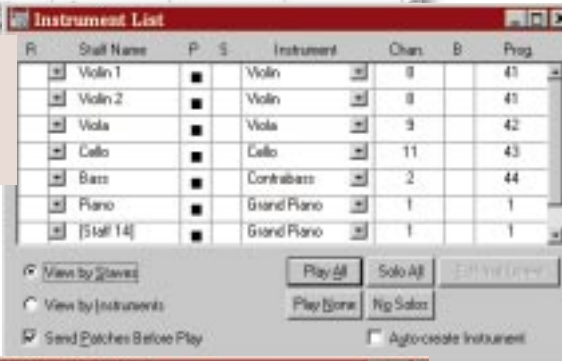 Instrument List
R Staff Name P S Instrument Chan. B Prog.
Violin 1 Violin 8 41
Violin 2 Violin 8 41
Viola Viola 9 42
Cello Cello 11 43
Bass Contrabass 2 44
Piano Grand Piano 1 1
[Staff 14] Grand Piano 1 1
View by Staves Play All Solo All
View by Instruments Play None No Solos
Send Patches Before Play Auto-create Instrument